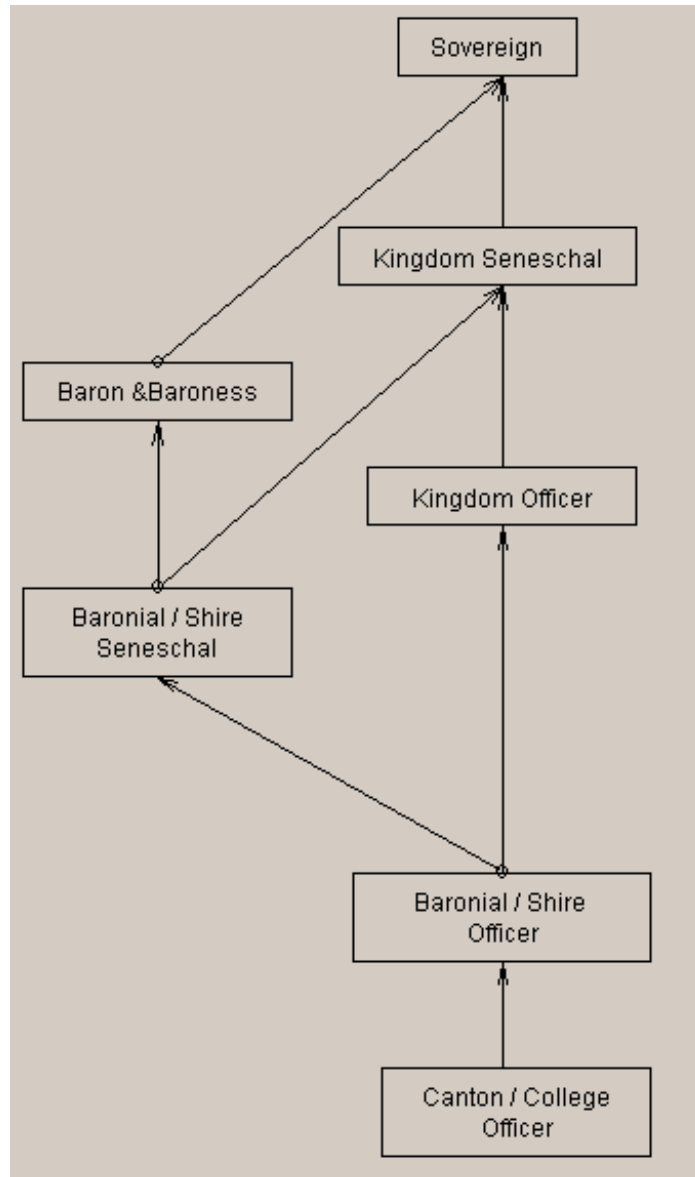 Sovereign
Kingdom Seneschal
Baron &Baroness
Kingdom Officer
Baronial / Shire
Seneschal
Baronial / Shire
Officer
Canton / College
Officer